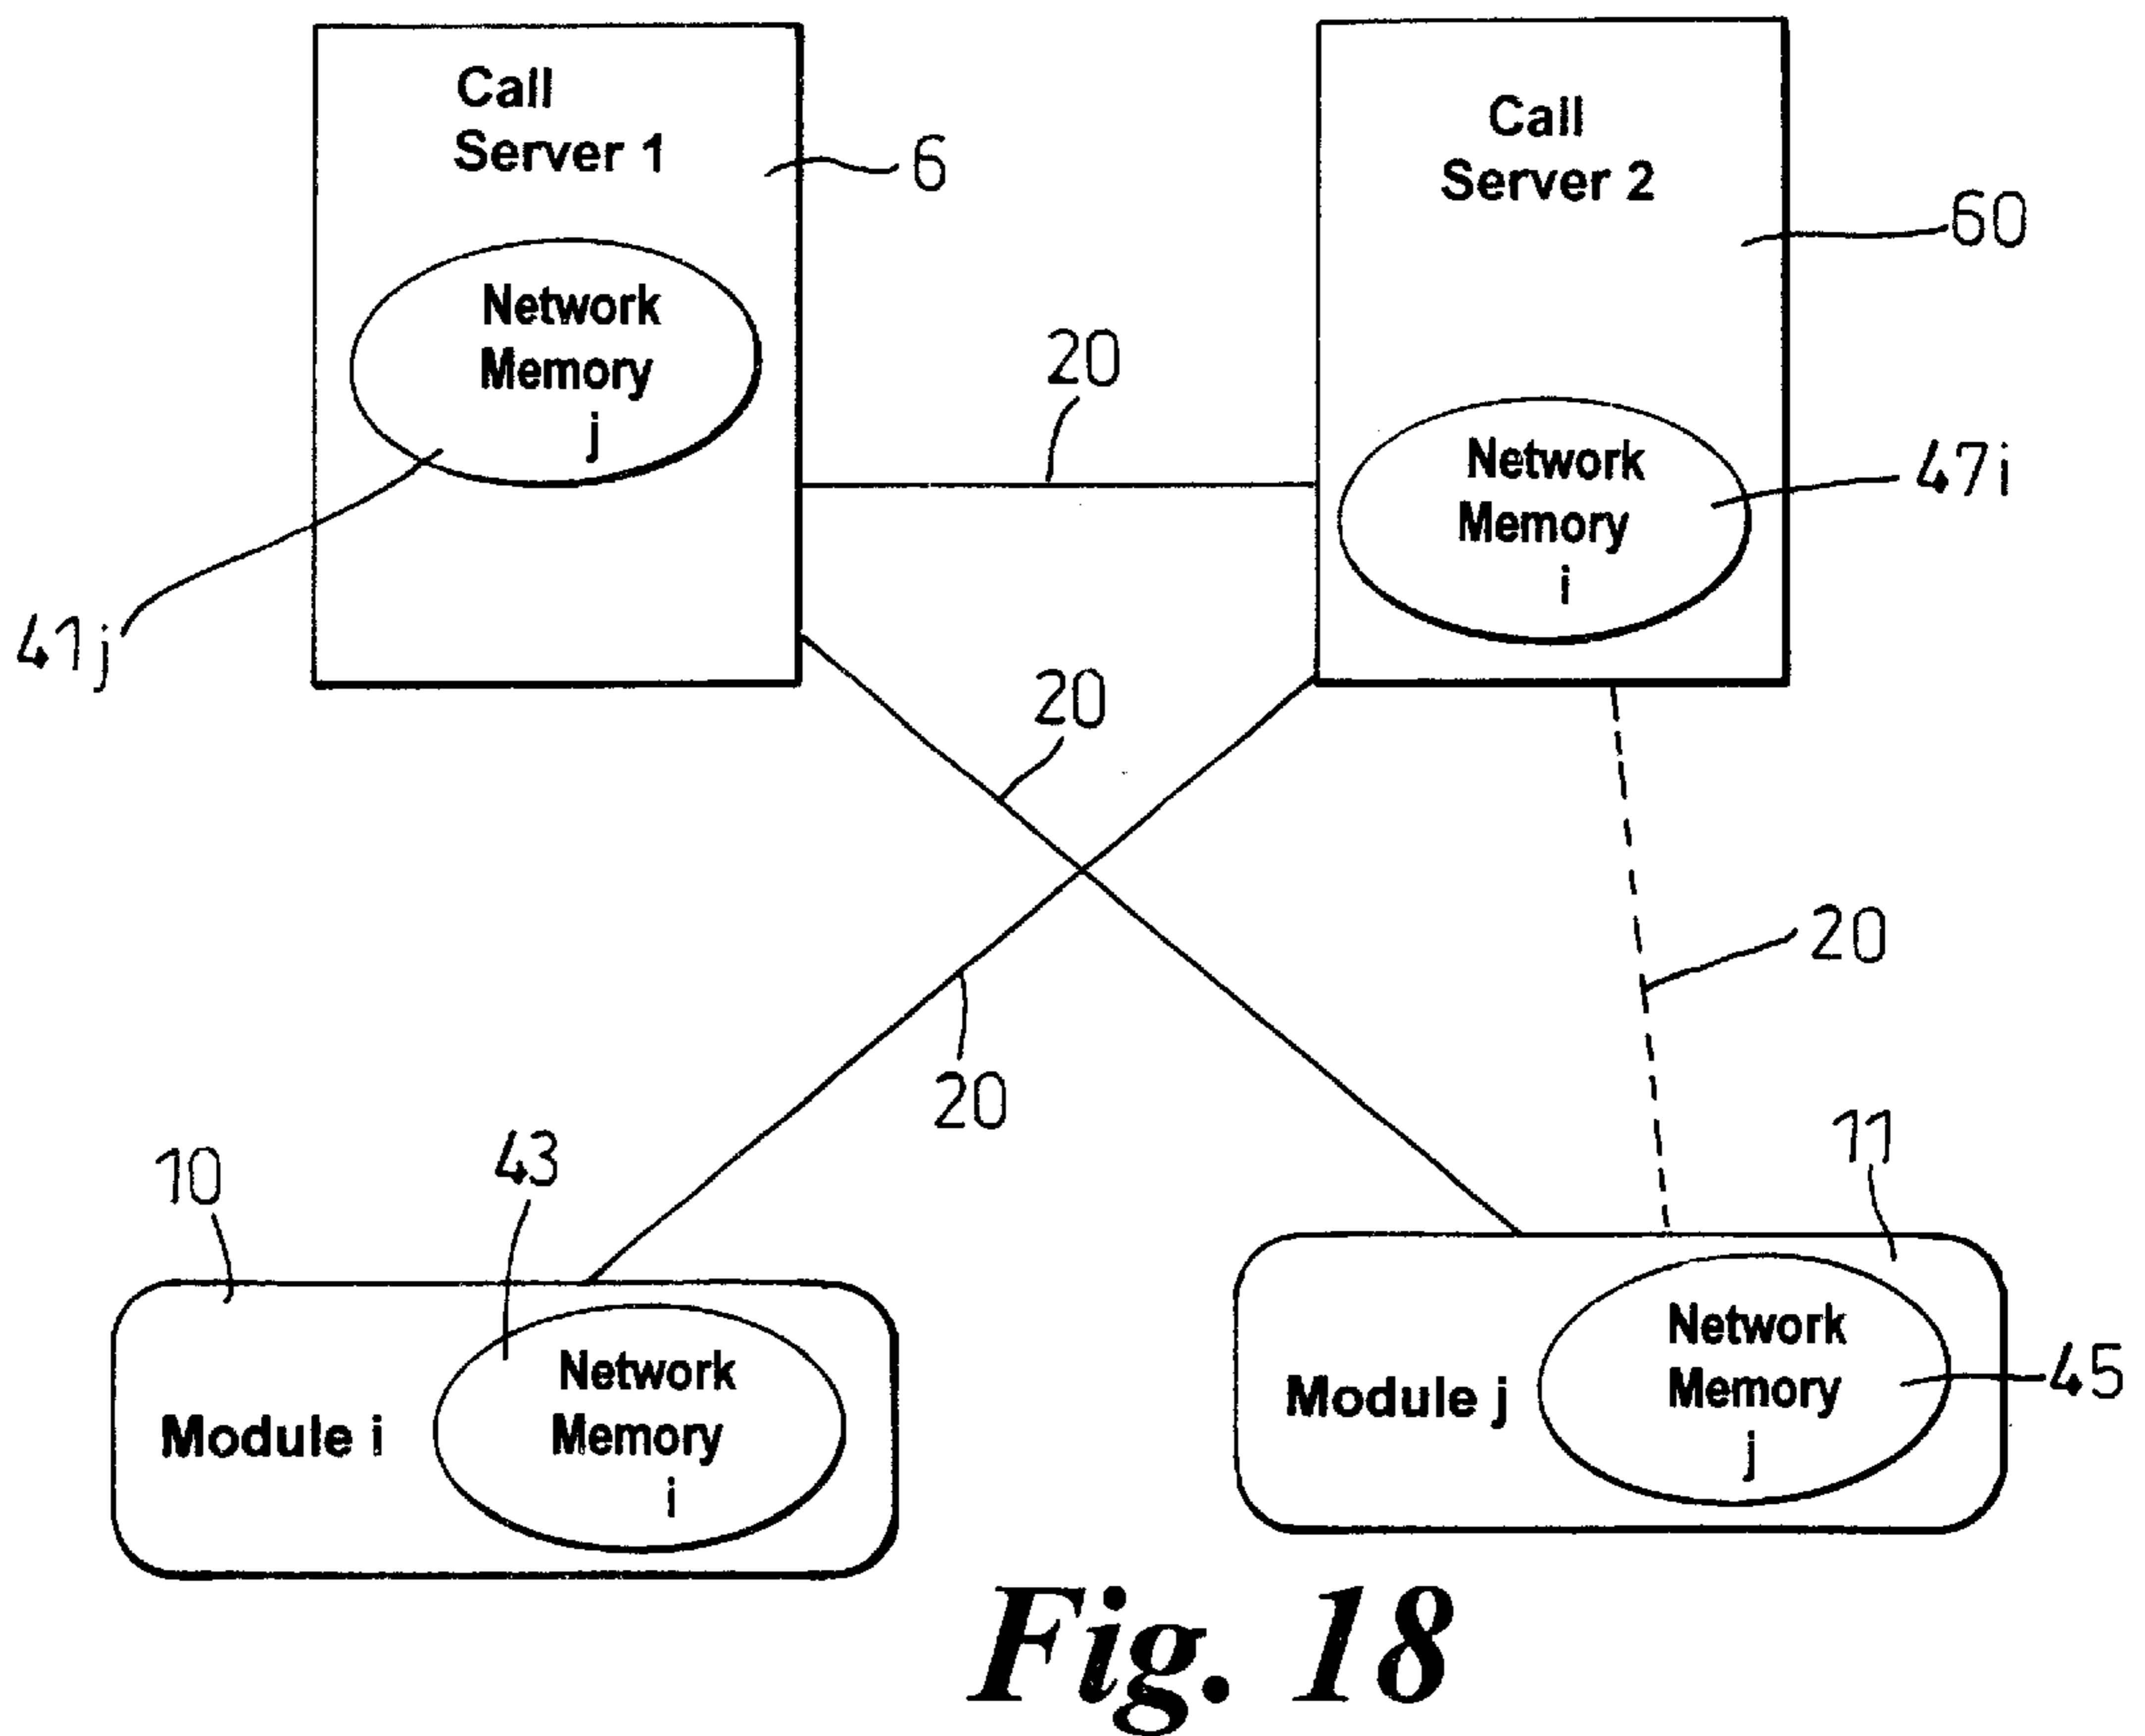 Call
Server 1
6
Call
Server 2
60
Network
Memory
j
20
Network
Memory
i
47i
41j
20
20
20
10
43
11
Module i
Network
Memory
i
Module j
Network
Memory
j
45
Fig. 18